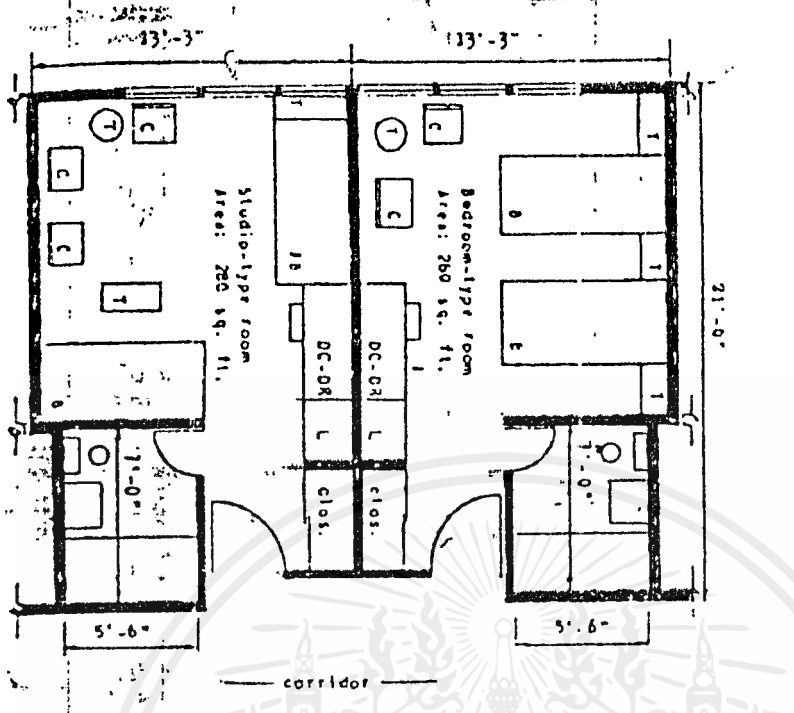 13'-3"
13'-3"
T
C
C
C
T
B
Studio-type room
Area: 280 sq. ft.
T
DC-DR
L
clos.
T
C
C
Bedroom-type room
Area: 260 sq. ft.
DC-DR
L
clos.
T
B
T
B
T
21'-0"
7'-0"
7'-0"
5'-6"
5'-6"
corridor